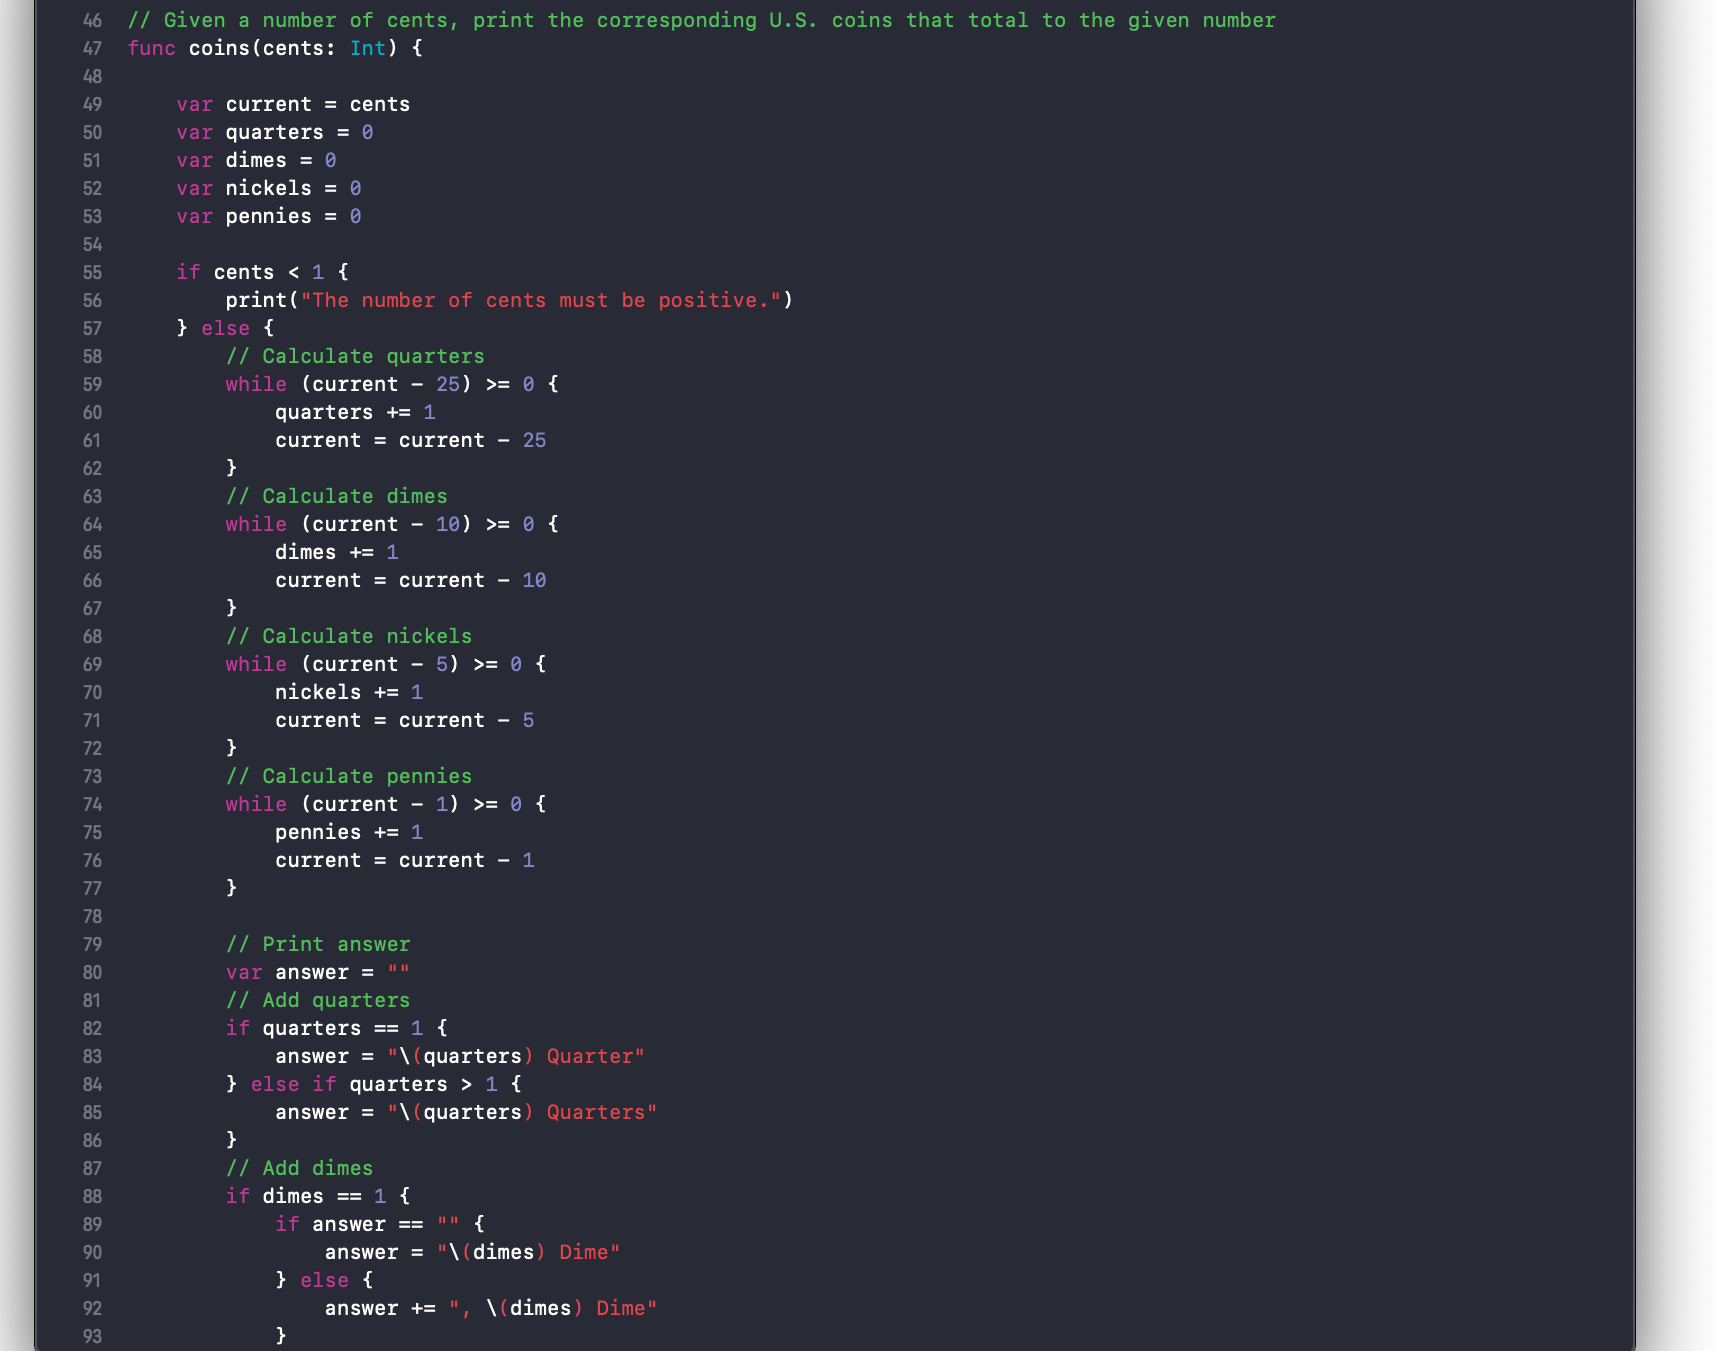 46 // Given a number of cents, print the corresponding U.S. coins that total to the given number
47 func coins(cents: Int) {
48
49     var current = cents
50     var quarters = 0
51     var dimes = 0
52     var nickels = 0
53     var pennies = 0
54
55     if cents < 1 {
56         print("The number of cents must be positive.")
57     } else {
58         // Calculate quarters
59         while (current - 25) >= 0 {
60             quarters += 1
61             current = current - 25
62         }
63         // Calculate dimes
64         while (current - 10) >= 0 {
65             dimes += 1
66             current = current - 10
67         }
68         // Calculate nickels
69         while (current - 5) >= 0 {
70             nickels += 1
71             current = current - 5
72         }
73         // Calculate pennies
74         while (current - 1) >= 0 {
75             pennies += 1
76             current = current - 1
77         }
78
79         // Print answer
80         var answer = ""
81         // Add quarters
82         if quarters == 1 {
83             answer = "\(quarters) Quarter"
84         } else if quarters > 1 {
85             answer = "\(quarters) Quarters"
86         }
87         // Add dimes
88         if dimes == 1 {
89             if answer == "" {
90                 answer = "\(dimes) Dime"
91             } else {
92                 answer += ", \(dimes) Dime"
93             }